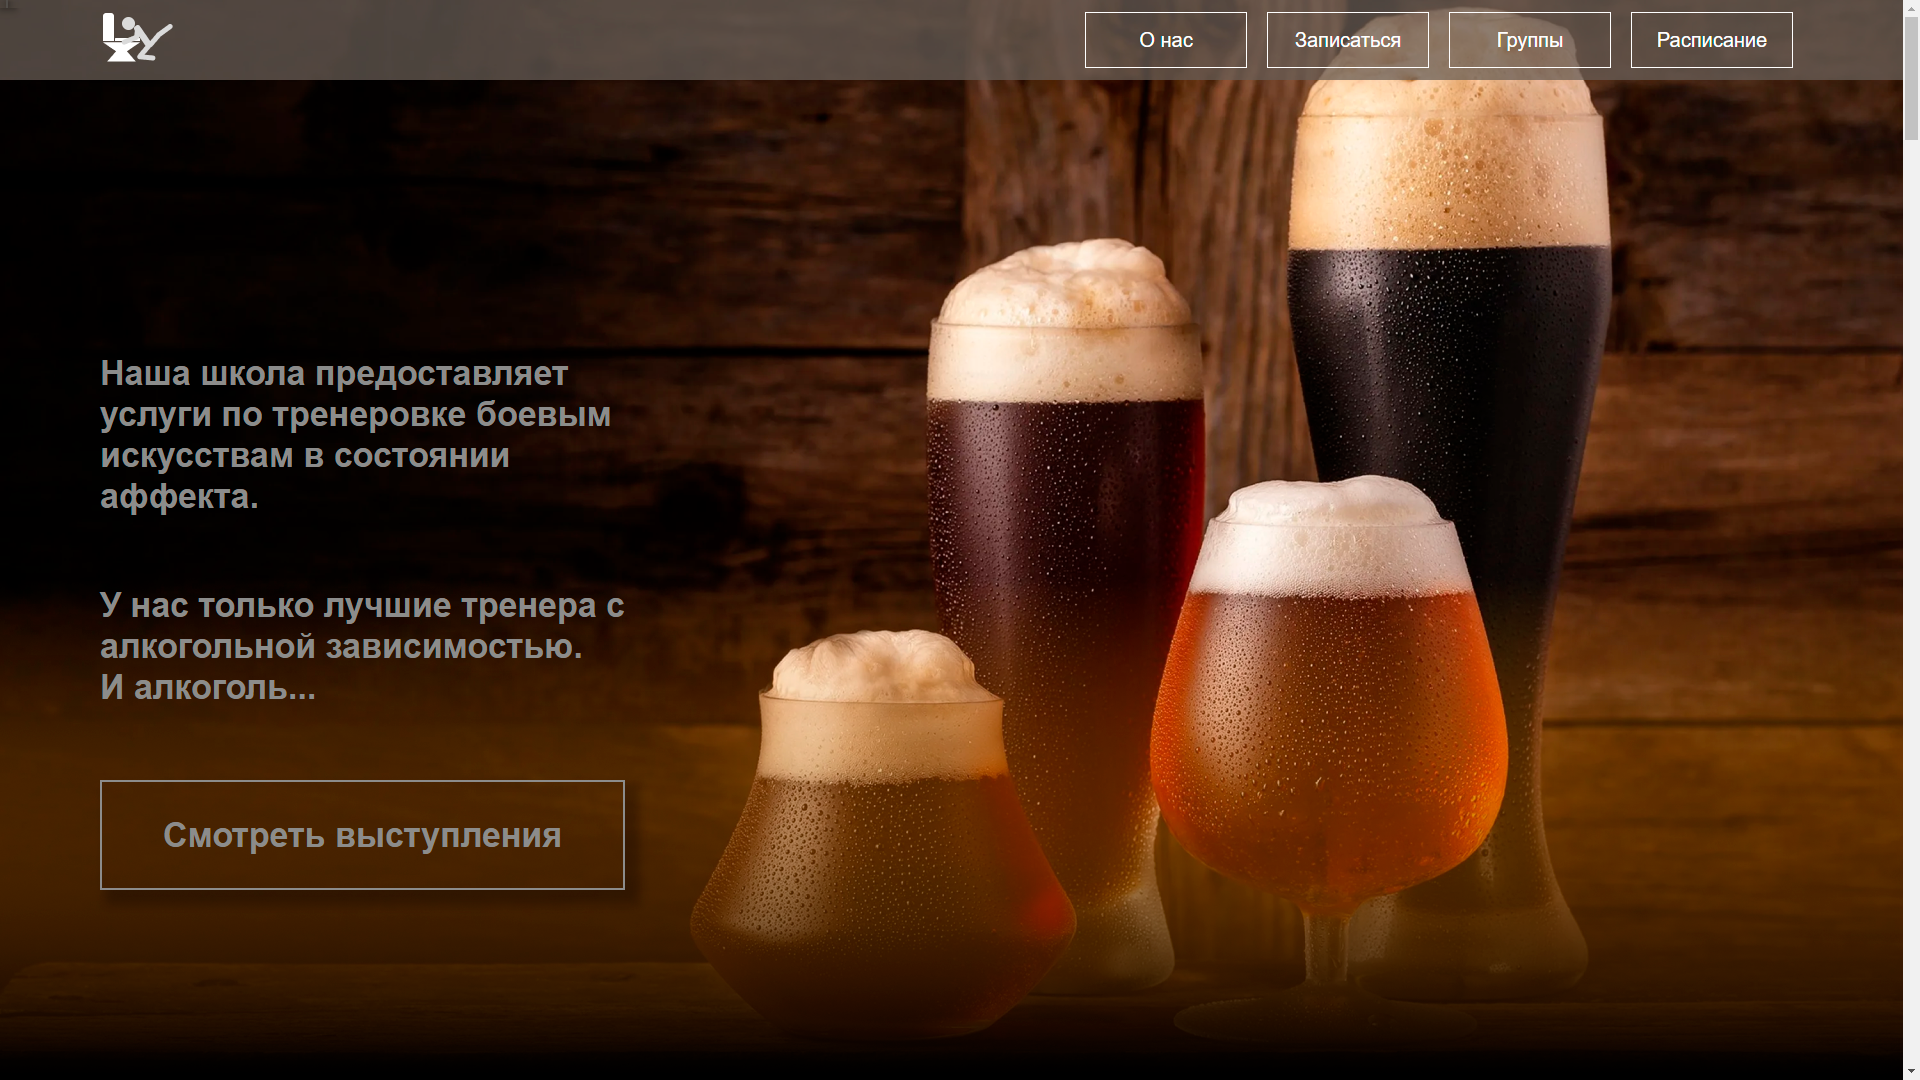 О нас
Записаться
Группы
Расписание
Наша школа предоставляет
услуги по тренеровке боевым
искусствам в состоянии
аффекта.
У нас только лучшие тренера с
алкогольной зависимостью.
И алкоголь...
Смотреть выступления